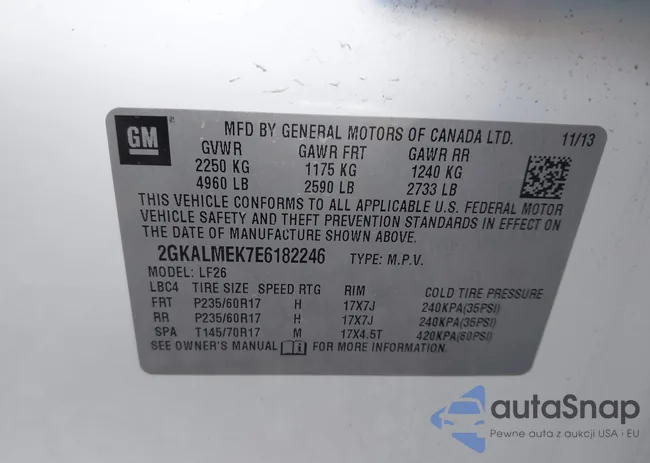 GM
MFD BY GENERAL MOTORS OF CANADA LTD. 11/13
GVWR GAWR FRT GAWR RR
2250 KG 1175 KG 1240 KG
4960 LB 2590 LB 2733 LB
THIS VEHICLE CONFORMS TO ALL APPLICABLE U.S. FEDERAL MOTOR
VEHICLE SAFETY AND THEFT PREVENTION STANDARDS IN EFFECT ON
THE DATE OF MANUFACTURE SHOWN ABOVE.
2GKALMEK7E6182246 TYPE: M.P.V.
MODEL: LF26
LBC4 TIRE SIZE SPEED RTG RIM COLD TIRE PRESSURE
FRT P235/60R17 H 17X7J 240KPA(35PSI)
RR P235/60R17 H 17X7J 240KPA(35PSI)
SPA T145/70R17 M 17X4.5T 420KPA(60PSI)
SEE OWNER'S MANUAL FOR MORE INFORMATION.
autaSnap
Pewne auta z aukcji USA • EU